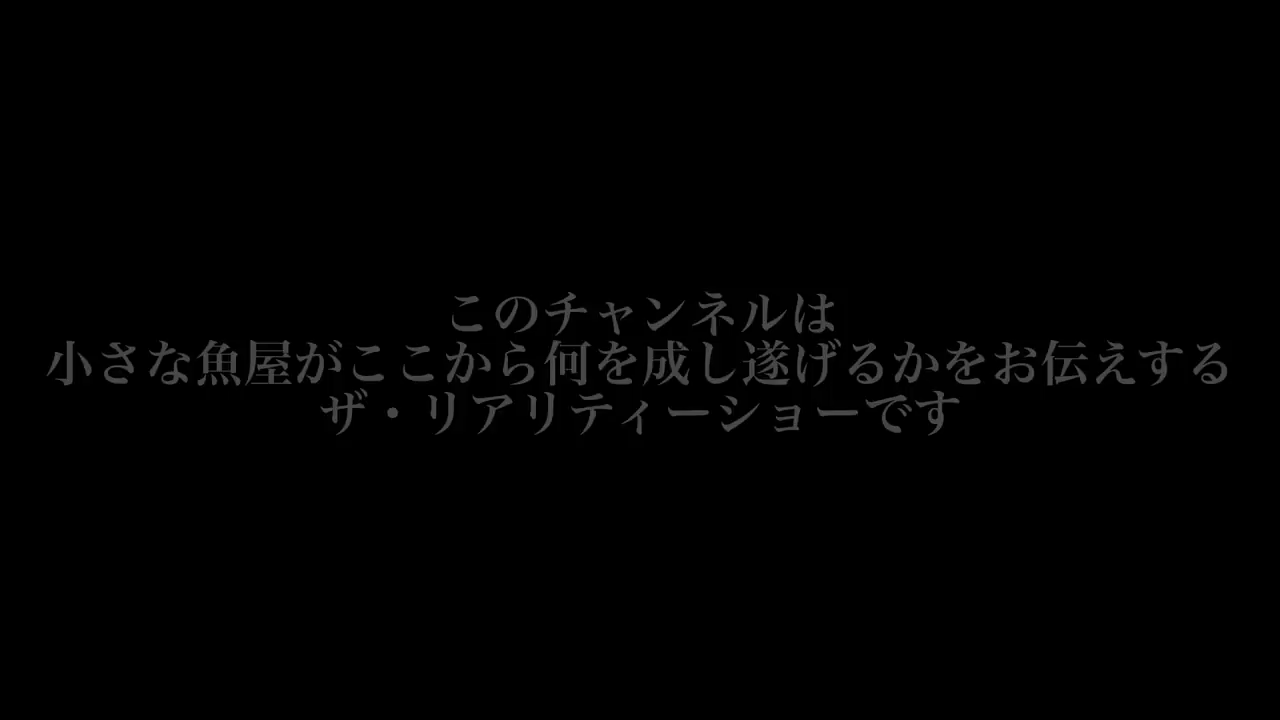 このチャンネルは
小さな魚屋がここから何を成し遂げるかをお伝えする
ザ・リアリティーショーです